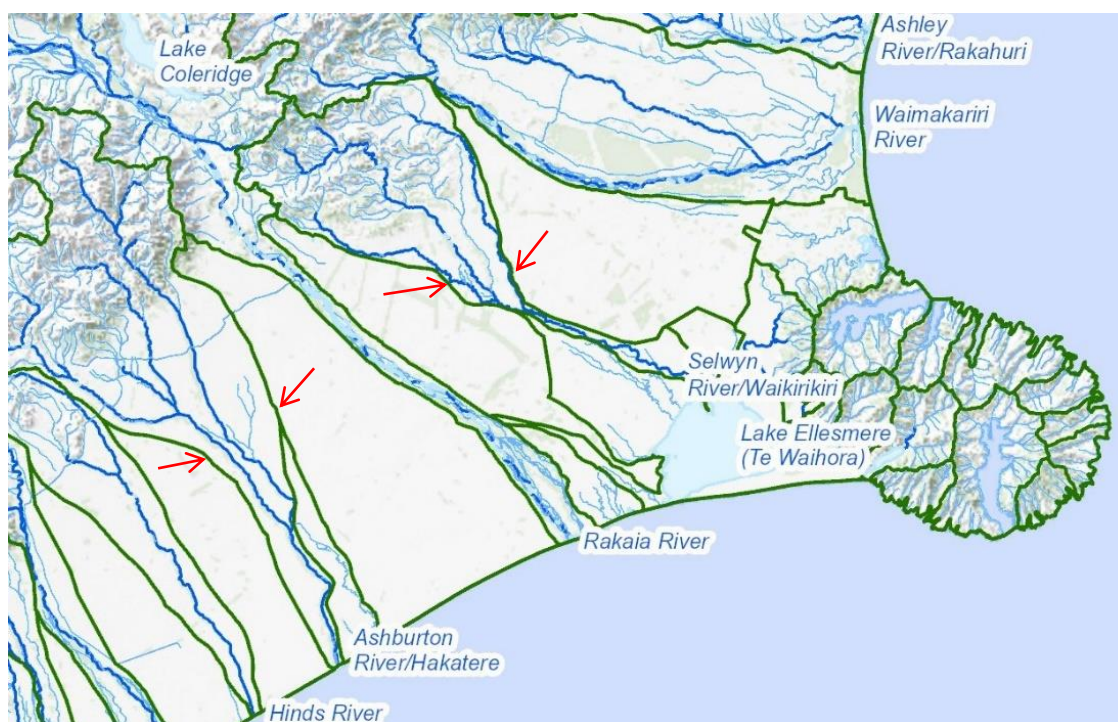 Lake
Coleridge
Ashley
River/Rakahuri
Waimakariri
River
Selwyn
River/Waikirikiri
Lake Ellesmere
(Te Waihora)
Rakaia River
Ashburton
River/Hakatere
Hinds River